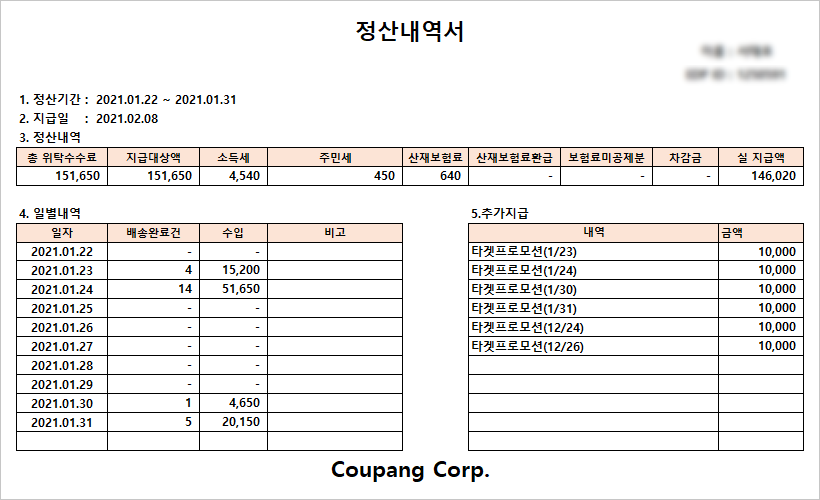 정산내역서
1. 정산기간 : 2021.01.22 ~ 2021.01.31
2. 지급일 : 2021.02.08
3. 정산내역
총 위탁수수료 지급대상액 소득세 주민세 산재보험료 산재보험료환급 보험료미공제분 차감금 실 지급액
151,650 151,650 4,540 450 640 - - - 146,020
4. 일별내역
일자 배송완료건 수입 비고
2021.01.22 - -
2021.01.23 4 15,200
2021.01.24 14 51,650
2021.01.25 - -
2021.01.26 - -
2021.01.27 - -
2021.01.28 - -
2021.01.29 - -
2021.01.30 1 4,650
2021.01.31 5 20,150
5.추가지급
내역 금액
타겟프로모션(1/23) 10,000
타겟프로모션(1/24) 10,000
타겟프로모션(1/30) 10,000
타겟프로모션(1/31) 10,000
타겟프로모션(12/24) 10,000
타겟프로모션(12/26) 10,000
Coupang Corp.